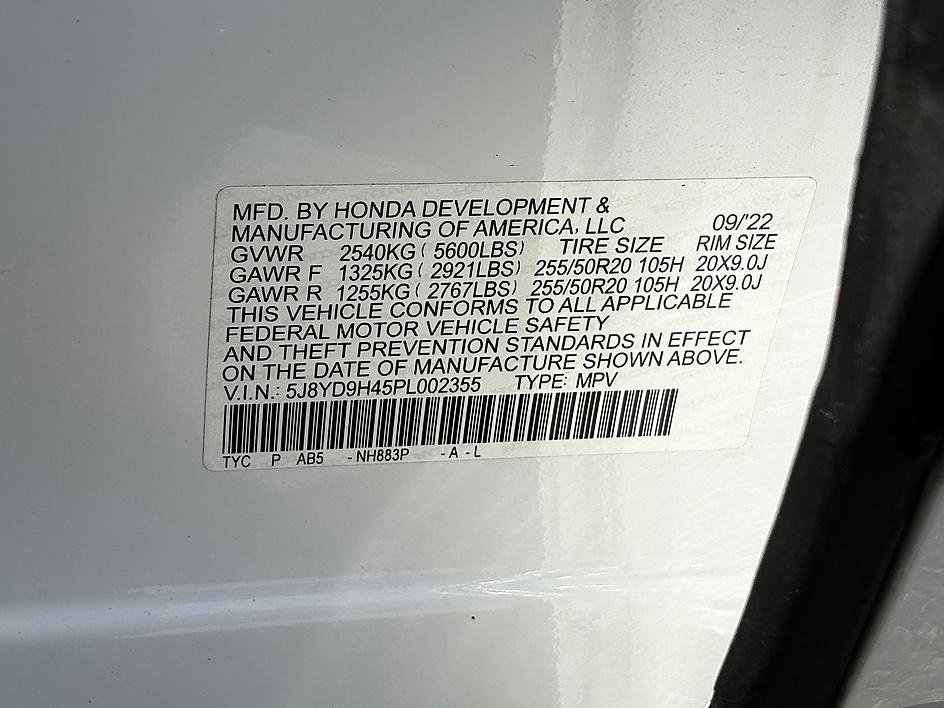 MFD. BY HONDA DEVELOPMENT &
MANUFACTURING OF AMERICA, LLC 09/'22
GVWR 2540KG ( 5600LBS) TIRE SIZE RIM SIZE
GAWR F 1325KG ( 2921LBS) 255/50R20 105H 20X9.0J
GAWR R 1255KG ( 2767LBS) 255/50R20 105H 20X9.0J
THIS VEHICLE CONFORMS TO ALL APPLICABLE
FEDERAL MOTOR VEHICLE SAFETY
AND THEFT PREVENTION STANDARDS IN EFFECT
ON THE DATE OF MANUFACTURE SHOWN ABOVE.
V.I.N.: 5J8YD9H45PL002355 TYPE: MPV
TYC P AB5 -NH883P -A -L